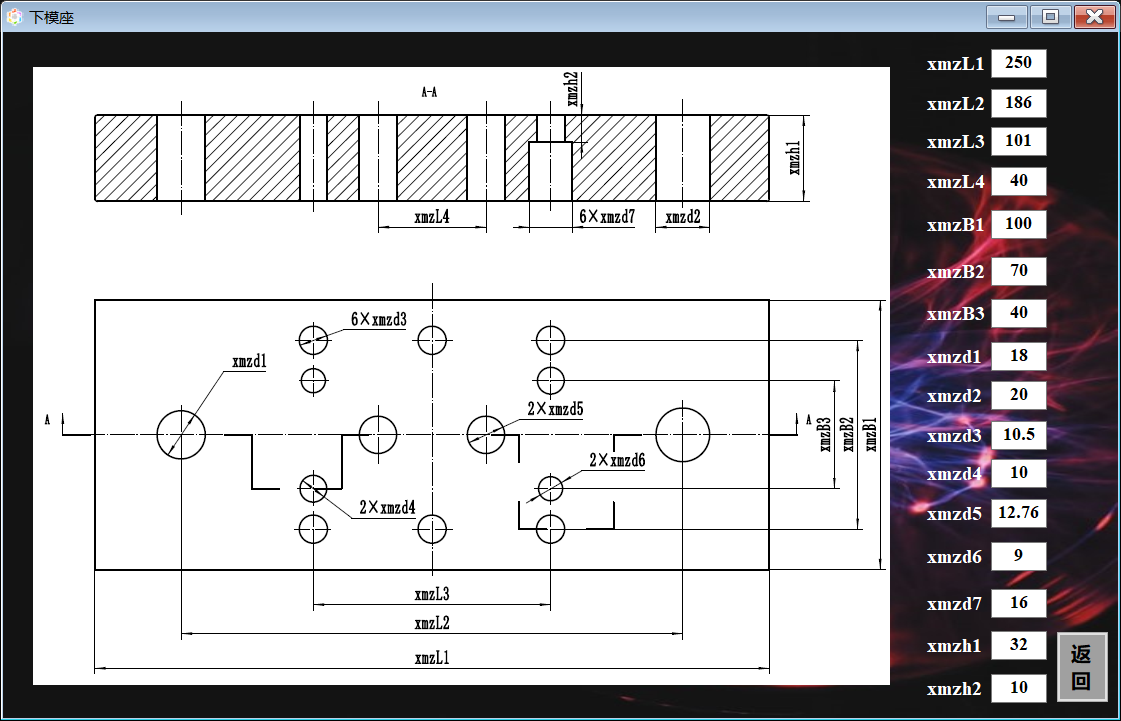 下模座
A-A
xmzh2
xmzh1
xmzL4
6×xmzd7
xmzd2
6×xmzd3
xmzd1
2×xmzd5
A
A
xmzB3
xmzB2
xmzB1
2×xmzd6
2×xmzd4
xmzL3
xmzL2
xmzL1
xmzL1 250
xmzL2 186
xmzL3 101
xmzL4 40
xmzB1 100
xmzB2 70
xmzB3 40
xmzd1 18
xmzd2 20
xmzd3 10.5
xmzd4 10
xmzd5 12.76
xmzd6 9
xmzd7 16
xmzh1 32
xmzh2 10
返
回